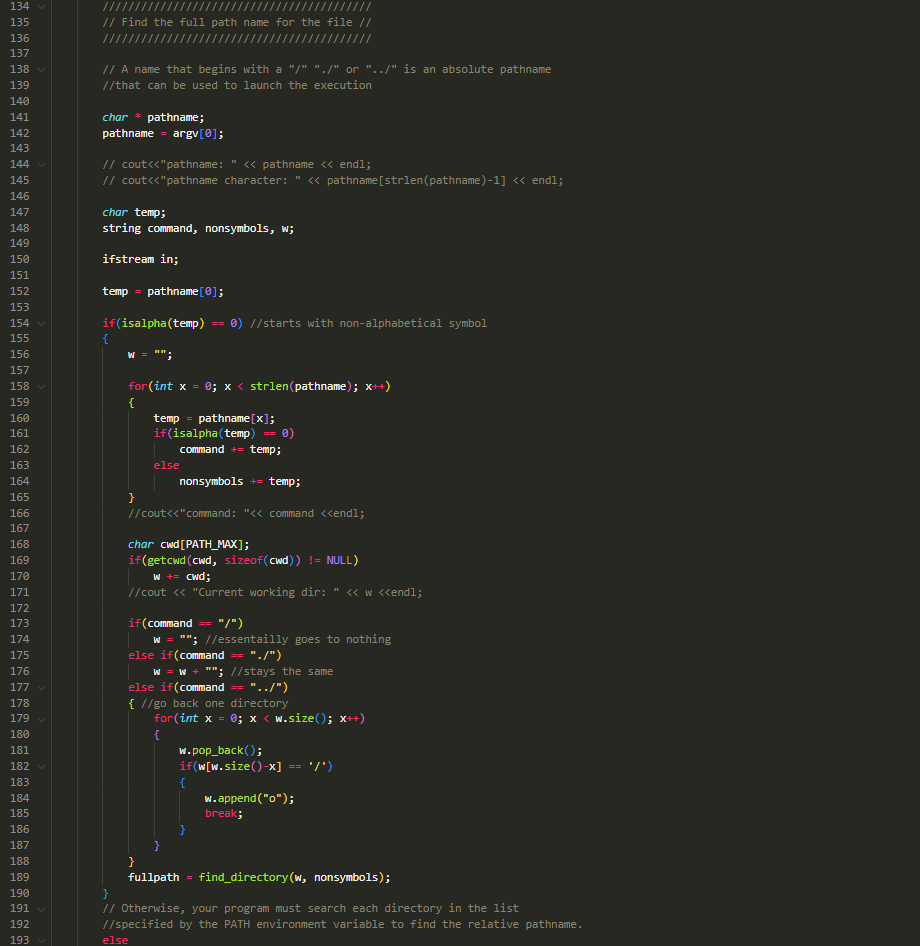 134 //////////////////////////////////////////
135 // Find the full path name for the file //
136 //////////////////////////////////////////
137
138 // A name that begins with a "/" "./" or "../" is an absolute pathname
139 //that can be used to launch the execution
140
141 char * pathname;
142 pathname = argv[0];
143
144 // cout<<"pathname: " << pathname << endl;
145 // cout<<"pathname character: " << pathname[strlen(pathname)-1] << endl;
146
147 char temp;
148 string command, nonsymbols, w;
149
150 ifstream in;
151
152 temp = pathname[0];
153
154 if(isalpha(temp) == 0) //starts with non-alphabetical symbol
155 {
156 w = "";
157
158 for(int x = 0; x < strlen(pathname); x++)
159 {
160 temp = pathname[x];
161 if(isalpha(temp) == 0)
162 command += temp;
163 else
164 nonsymbols += temp;
165 }
166 //cout<<"command: "<< command <<endl;
167
168 char cwd[PATH_MAX];
169 if(getcwd(cwd, sizeof(cwd)) != NULL)
170 w += cwd;
171 //cout << "Current working dir: " << w <<endl;
172
173 if(command == "/")
174 w = ""; //essentailly goes to nothing
175 else if(command == "./")
176 w = w + ""; //stays the same
177 else if(command == "../")
178 { //go back one directory
179 for(int x = 0; x < w.size(); x++)
180 {
181 w.pop_back();
182 if(w[w.size()-x] == '/')
183 {
184 w.append("o");
185 break;
186 }
187 }
188 }
189 fullpath = find_directory(w, nonsymbols);
190 }
191 // Otherwise, your program must search each directory in the list
192 //specified by the PATH environment variable to find the relative pathname.
193 else